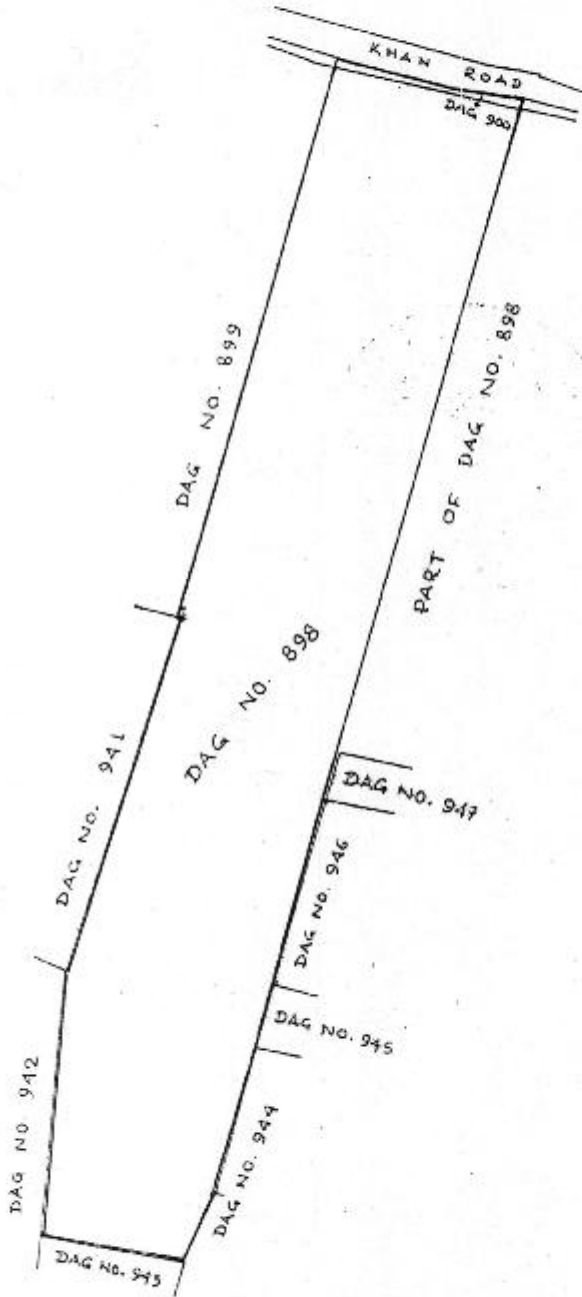 KHAN ROAD
DAG 900
DAG NO. 899
PART OF DAG NO. 898
DAG NO. 898
DAG NO. 941
DAG NO. 947
DAG NO. 946
DAG NO. 945
DAG NO. 942
DAG NO. 944
DAG NO. 943